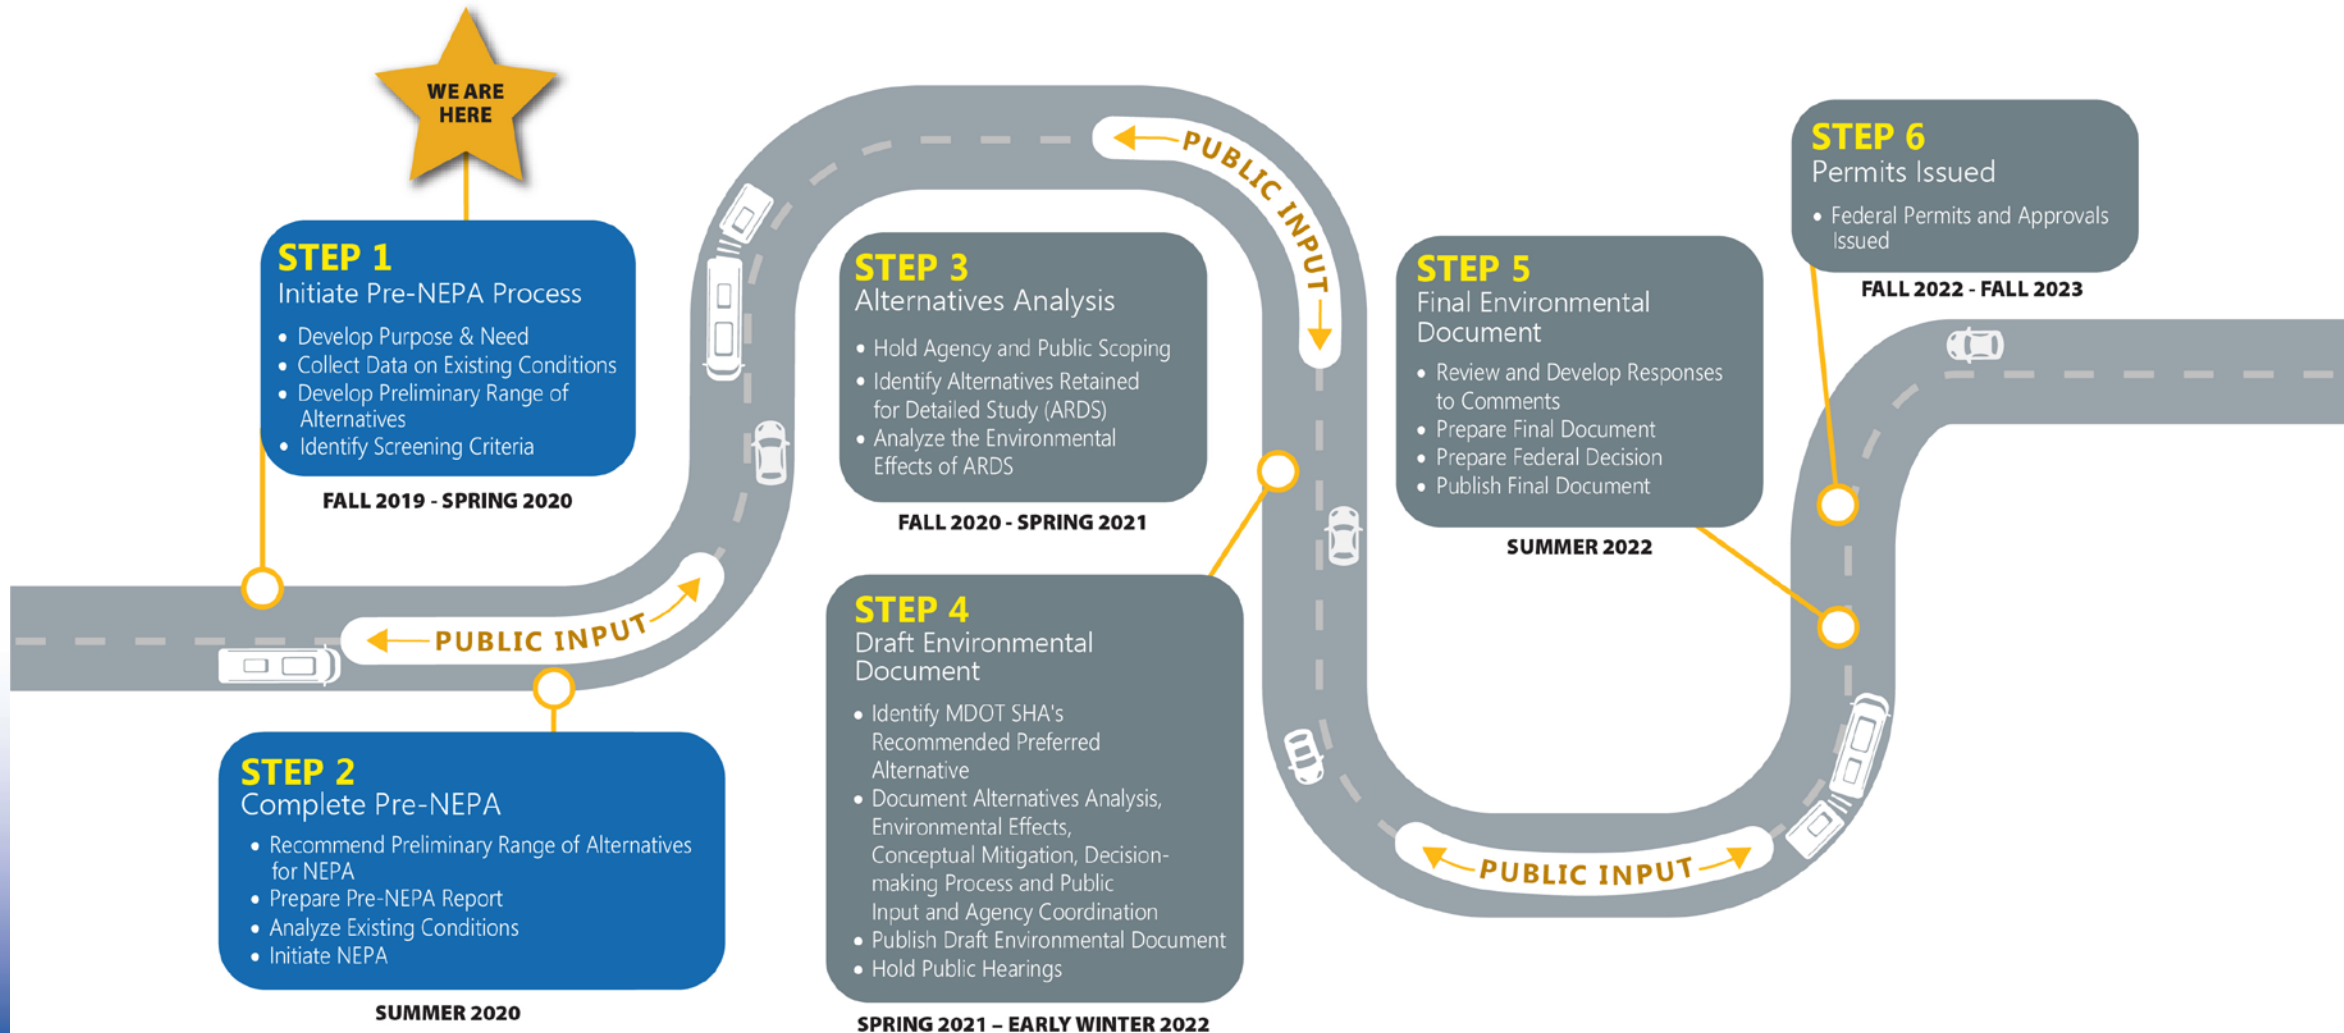 WE ARE
HERE
STEP 1
Initiate Pre-NEPA Process
• Develop Purpose & Need
• Collect Data on Existing Conditions
• Develop Preliminary Range of
Alternatives
• Identify Screening Criteria
FALL 2019 - SPRING 2020
PUBLIC INPUT
STEP 2
Complete Pre-NEPA
• Recommend Preliminary Range of Alternatives
for NEPA
• Prepare Pre-NEPA Report
• Analyze Existing Conditions
• Initiate NEPA
SUMMER 2020
STEP 3
Alternatives Analysis
• Hold Agency and Public Scoping
• Identify Alternatives Retained
for Detailed Study (ARDS)
• Analyze the Environmental
Effects of ARDS
FALL 2020 - SPRING 2021
PUBLIC INPUT
STEP 4
Draft Environmental
Document
• Identify MDOT SHA's
Recommended Preferred
Alternative
• Document Alternatives Analysis,
Environmental Effects,
Conceptual Mitigation, Decision-
making Process and Public
Input and Agency Coordination
• Publish Draft Environmental Document
• Hold Public Hearings
SPRING 2021 – EARLY WINTER 2022
PUBLIC INPUT
STEP 5
Final Environmental
Document
• Review and Develop Responses
to Comments
• Prepare Final Document
• Prepare Federal Decision
• Publish Final Document
SUMMER 2022
STEP 6
Permits Issued
• Federal Permits and Approvals
Issued
FALL 2022 - FALL 2023